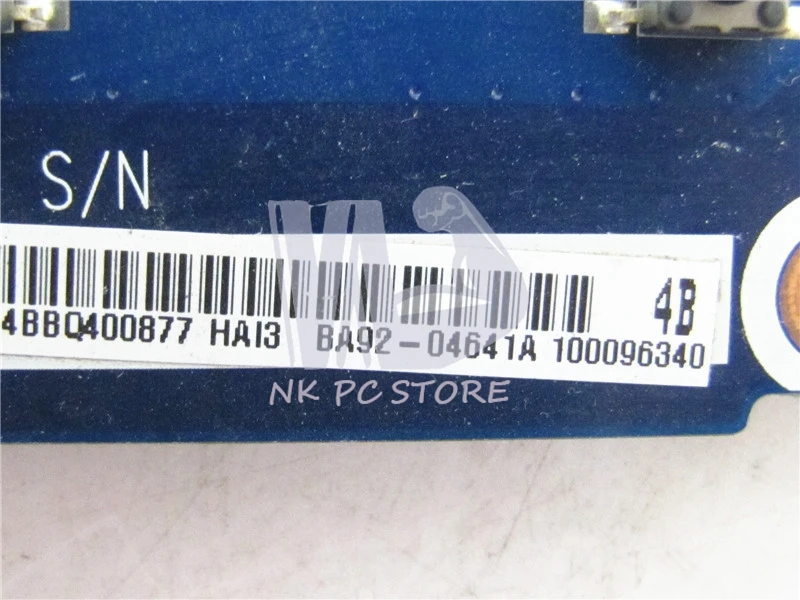 S/N
4B
4BBQ400877 HAI3 BA92-04641A 100096340
NK PC STORE